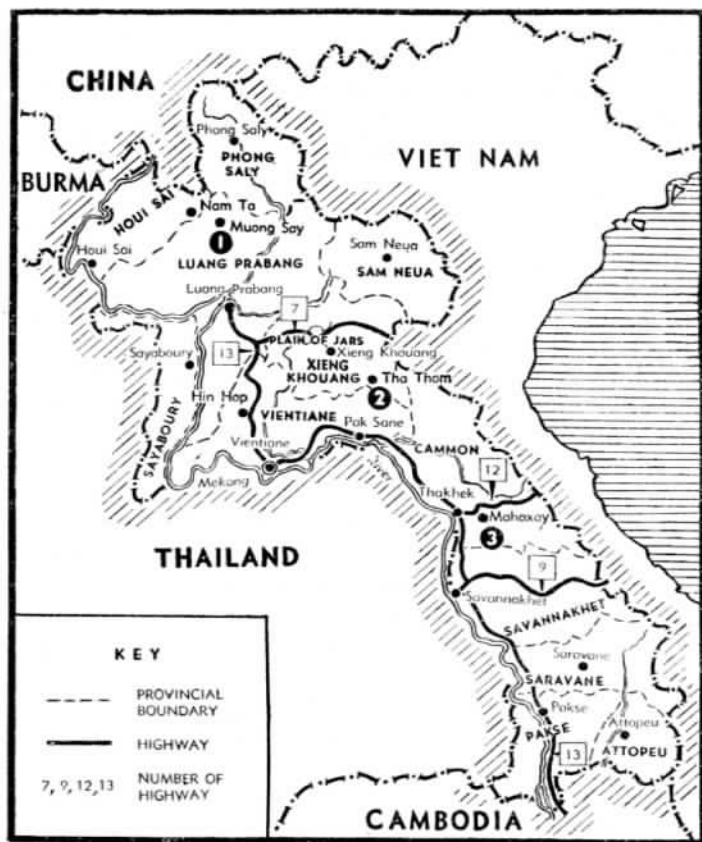 CHINA
Phong Saly
PHONG
SALY
VIET NAM
BURMA
HOUI SAI
Nam Ta
Muong Say
1
Houi Sai
LUANG PRABANG
Sam Neua
SAM NEUA
Luang Prabang
7
13
PLAIN OF JARS
Xieng Khouang
XIENG
KHOUANG
Sayaboury
SAYABOURY
Tha Thom
2
Hin Hop
VIENTIANE
Pak Sane
Vientiane
CAMMON
12
Mekong
River
Thakhek
Mahaxay
3
THAILAND
9
Savannakhet
SAVANNAKHET
Saravane
SARAVANE
Pakse
PAKSE
Attopeu
ATTOPEU
13
CAMBODIA
KEY
PROVINCIAL
BOUNDARY
HIGHWAY
7, 9, 12, 13
NUMBER OF
HIGHWAY